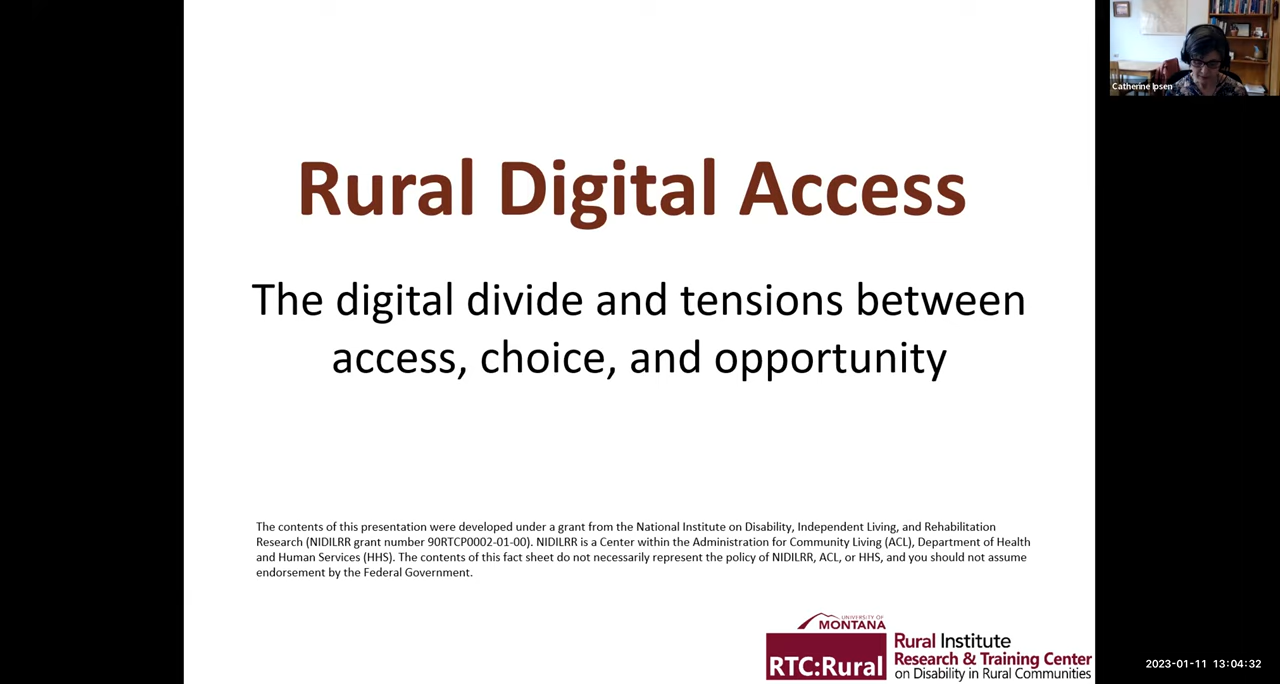 Catherine Ipsen
Rural Digital Access
The digital divide and tensions between
access, choice, and opportunity
The contents of this presentation were developed under a grant from the National Institute on Disability, Independent Living, and Rehabilitation
Research (NIDILRR grant number 90RTCP0002-01-00). NIDILRR is a Center within the Administration for Community Living (ACL), Department of Health
and Human Services (HHS). The contents of this fact sheet do not necessarily represent the policy of NIDILRR, ACL, or HHS, and you should not assume
endorsement by the Federal Government.
UNIVERSITY OF
MONTANA
RTC:Rural
Rural Institute
Research & Training Center
on Disability in Rural Communities
2023-01-11 13:04:32